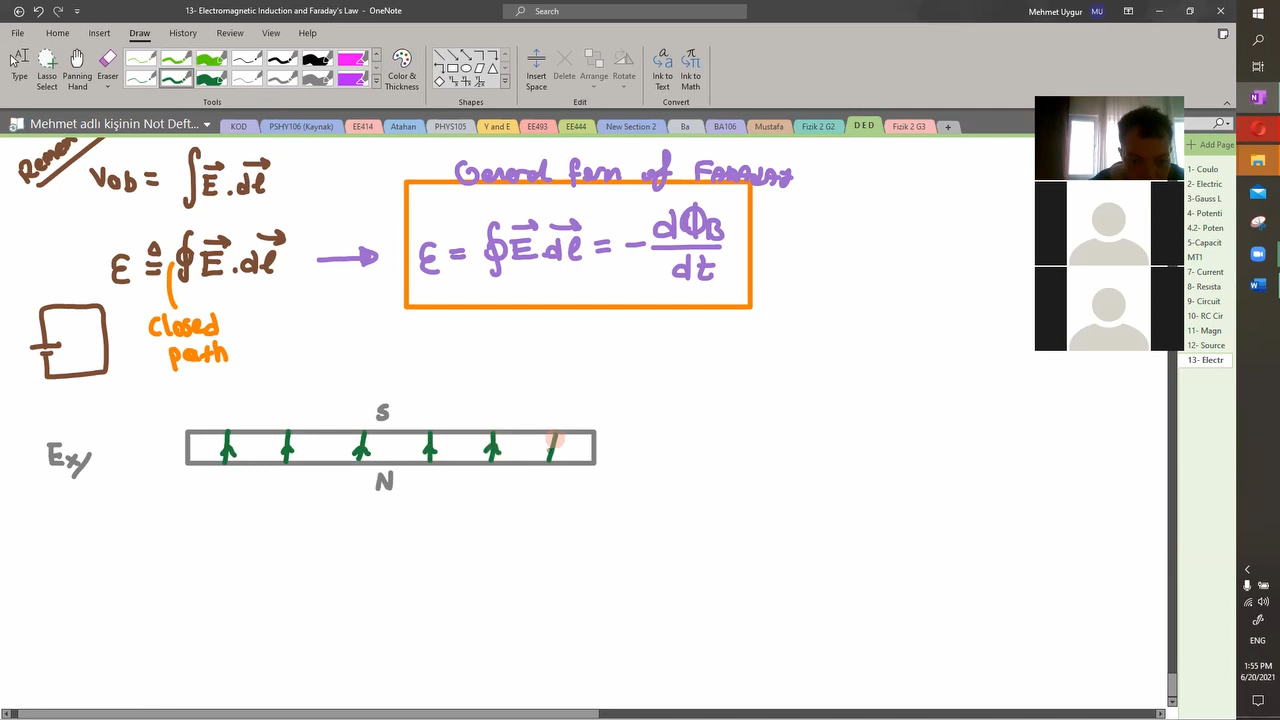 13- Electromagnetic Induction and Faraday's Law - OneNote
Search
Mehmet Uygur
MU
File Home Insert Draw History Review View Help
Type
Lasso Select
Panning Hand
Eraser
Color & Thickness
Insert Space
Delete
Arrange
Rotate
Ink to Text
Ink to Math
Tools
Shapes
Edit
Convert
Mehmet adlı kişinin Not Deft...
KOD
PSHY106 (Kaynak)
EE414
Atahan
PHYS105
Y and E
EE493
EE444
New Section 2
Ba
BA106
Mustafa
Fizik 2 G2
D E D
Fizik 2 G3
Add Page
1- Coulo
2- Electric
3-Gauss L
4- Potenti
4.2- Poten
5-Capacit
MT1
7- Current
8- Resista
9- Circuit
10- RC Cir
11- Magn
12- Source
13- Electr
Vab = ∫ E⃗ . dl⃗
ε ≜ ∮ E⃗ . dl⃗
closed
path
General form of FARADAY
ε = ∮ E⃗ . dl⃗ = - dΦB/dt
Ex/
S
N
ENG
1:55 PM
6/20/2021